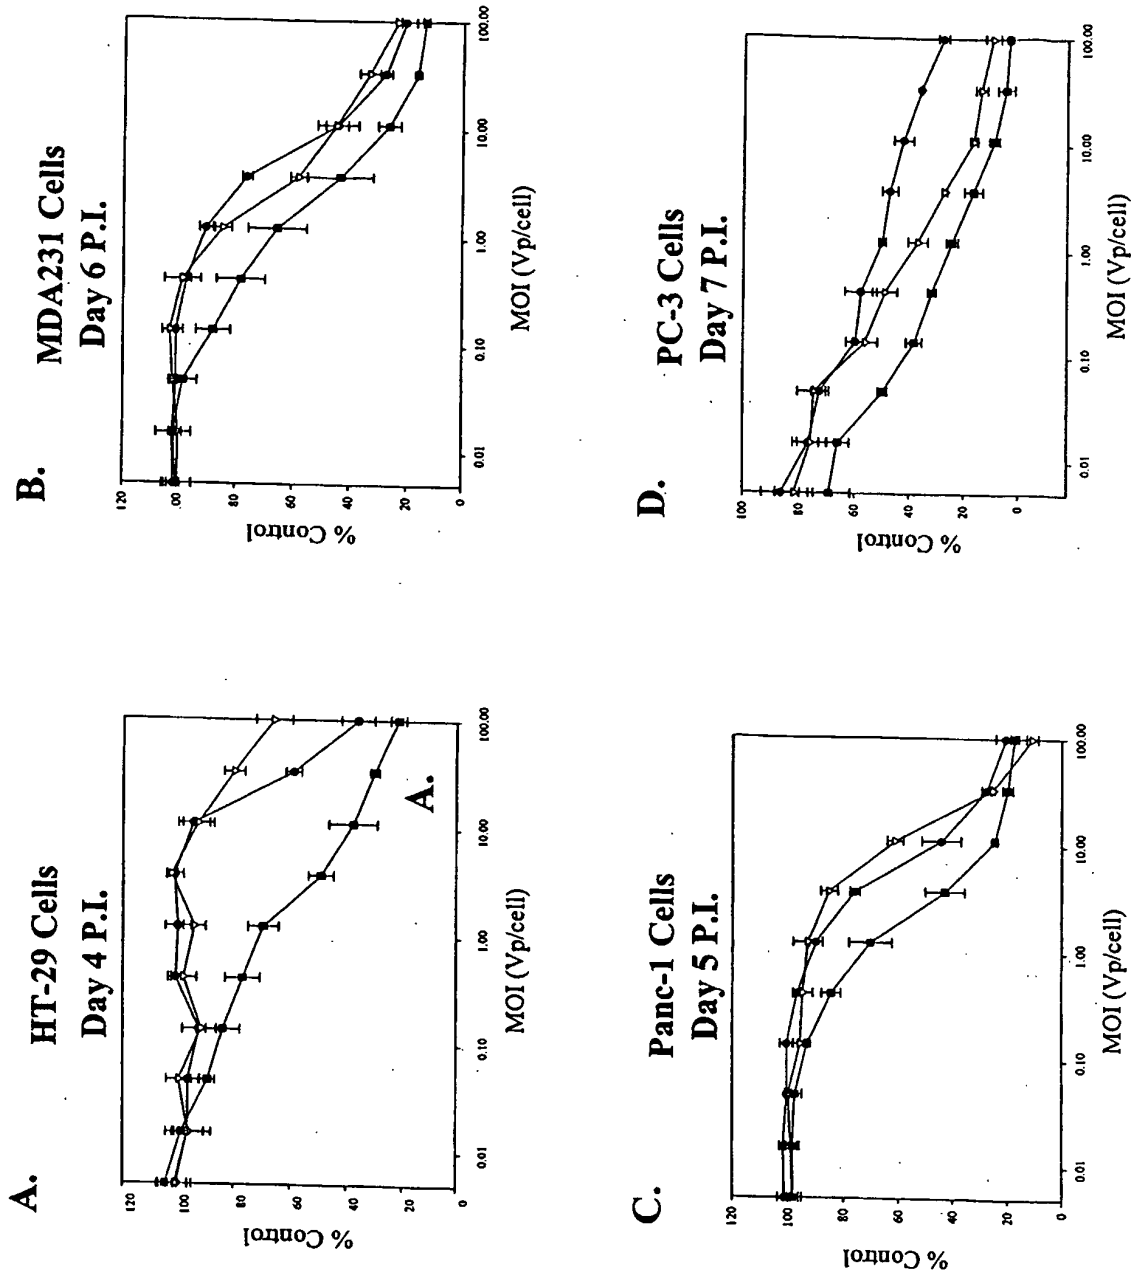 A.
HT-29 Cells
Day 4 P.I.
120
100
80
60
40
20
0
% Control
0.01
0.10
1.00
10.00
100.00
MOI (Vp/cell)
A.
B.
MDA231 Cells
Day 6 P.I.
120
00
80
60
40
20
0
% Control
0.01
0.10
1.00
10.00
100.00
MOI (Vp/cell)
C.
Panc-1 Cells
Day 5 P.I.
120
100
80
60
40
20
0
% Control
0.01
0.10
1.00
10.00
100.00
MOI (Vp/cell)
D.
PC-3 Cells
Day 7 P.I.
100
80
60
40
20
0
% Control
0.01
0.10
1.00
10.00
100.00
MOI (Vp/cell)